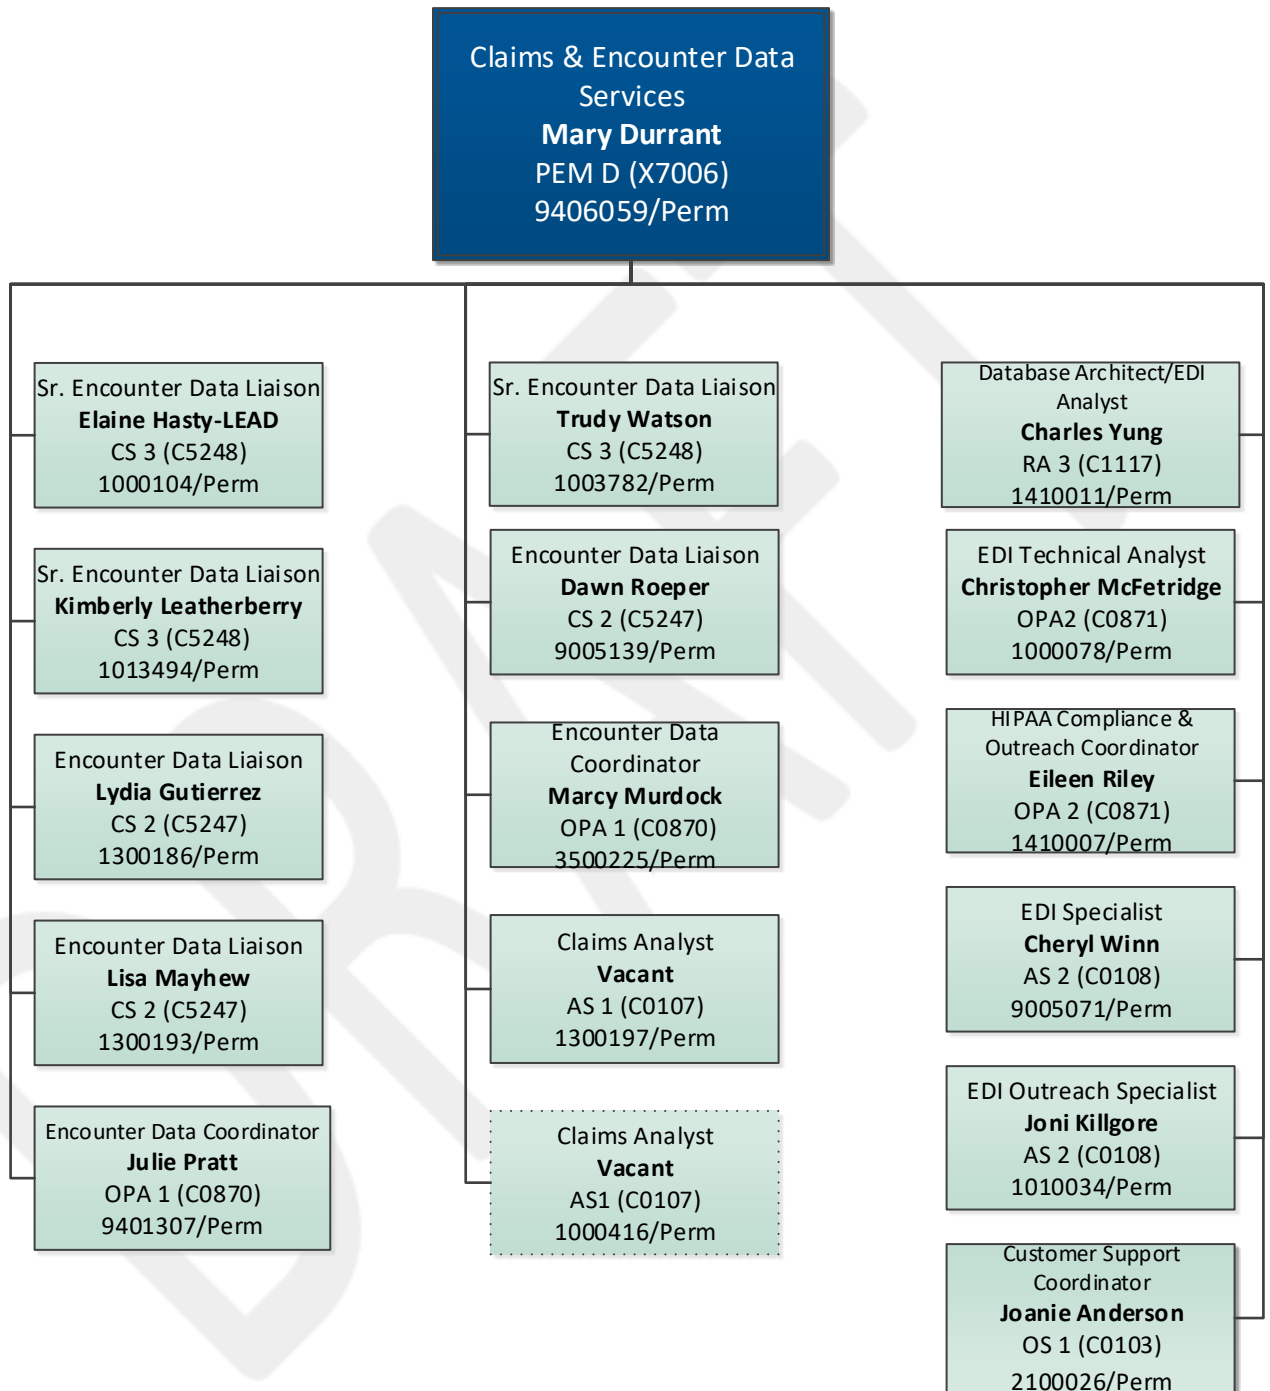 Claims & Encounter Data
Services
Mary Durrant
PEM D (X7006)
9406059/Perm
Sr. Encounter Data Liaison
Elaine Hasty-LEAD
CS 3 (C5248)
1000104/Perm
Sr. Encounter Data Liaison
Kimberly Leatherberry
CS 3 (C5248)
1013494/Perm
Encounter Data Liaison
Lydia Gutierrez
CS 2 (C5247)
1300186/Perm
Encounter Data Liaison
Lisa Mayhew
CS 2 (C5247)
1300193/Perm
Encounter Data Coordinator
Julie Pratt
OPA 1 (C0870)
9401307/Perm
Sr. Encounter Data Liaison
Trudy Watson
CS 3 (C5248)
1003782/Perm
Encounter Data Liaison
Dawn Roeper
CS 2 (C5247)
9005139/Perm
Encounter Data
Coordinator
Marcy Murdock
OPA 1 (C0870)
3500225/Perm
Claims Analyst
Vacant
AS 1 (C0107)
1300197/Perm
Claims Analyst
Vacant
AS1 (C0107)
1000416/Perm
Database Architect/EDI
Analyst
Charles Yung
RA 3 (C1117)
1410011/Perm
EDI Technical Analyst
Christopher McFetridge
OPA2 (C0871)
1000078/Perm
HIPAA Compliance &
Outreach Coordinator
Eileen Riley
OPA 2 (C0871)
1410007/Perm
EDI Specialist
Cheryl Winn
AS 2 (C0108)
9005071/Perm
EDI Outreach Specialist
Joni Killgore
AS 2 (C0108)
1010034/Perm
Customer Support
Coordinator
Joanie Anderson
OS 1 (C0103)
2100026/Perm
DRAFT